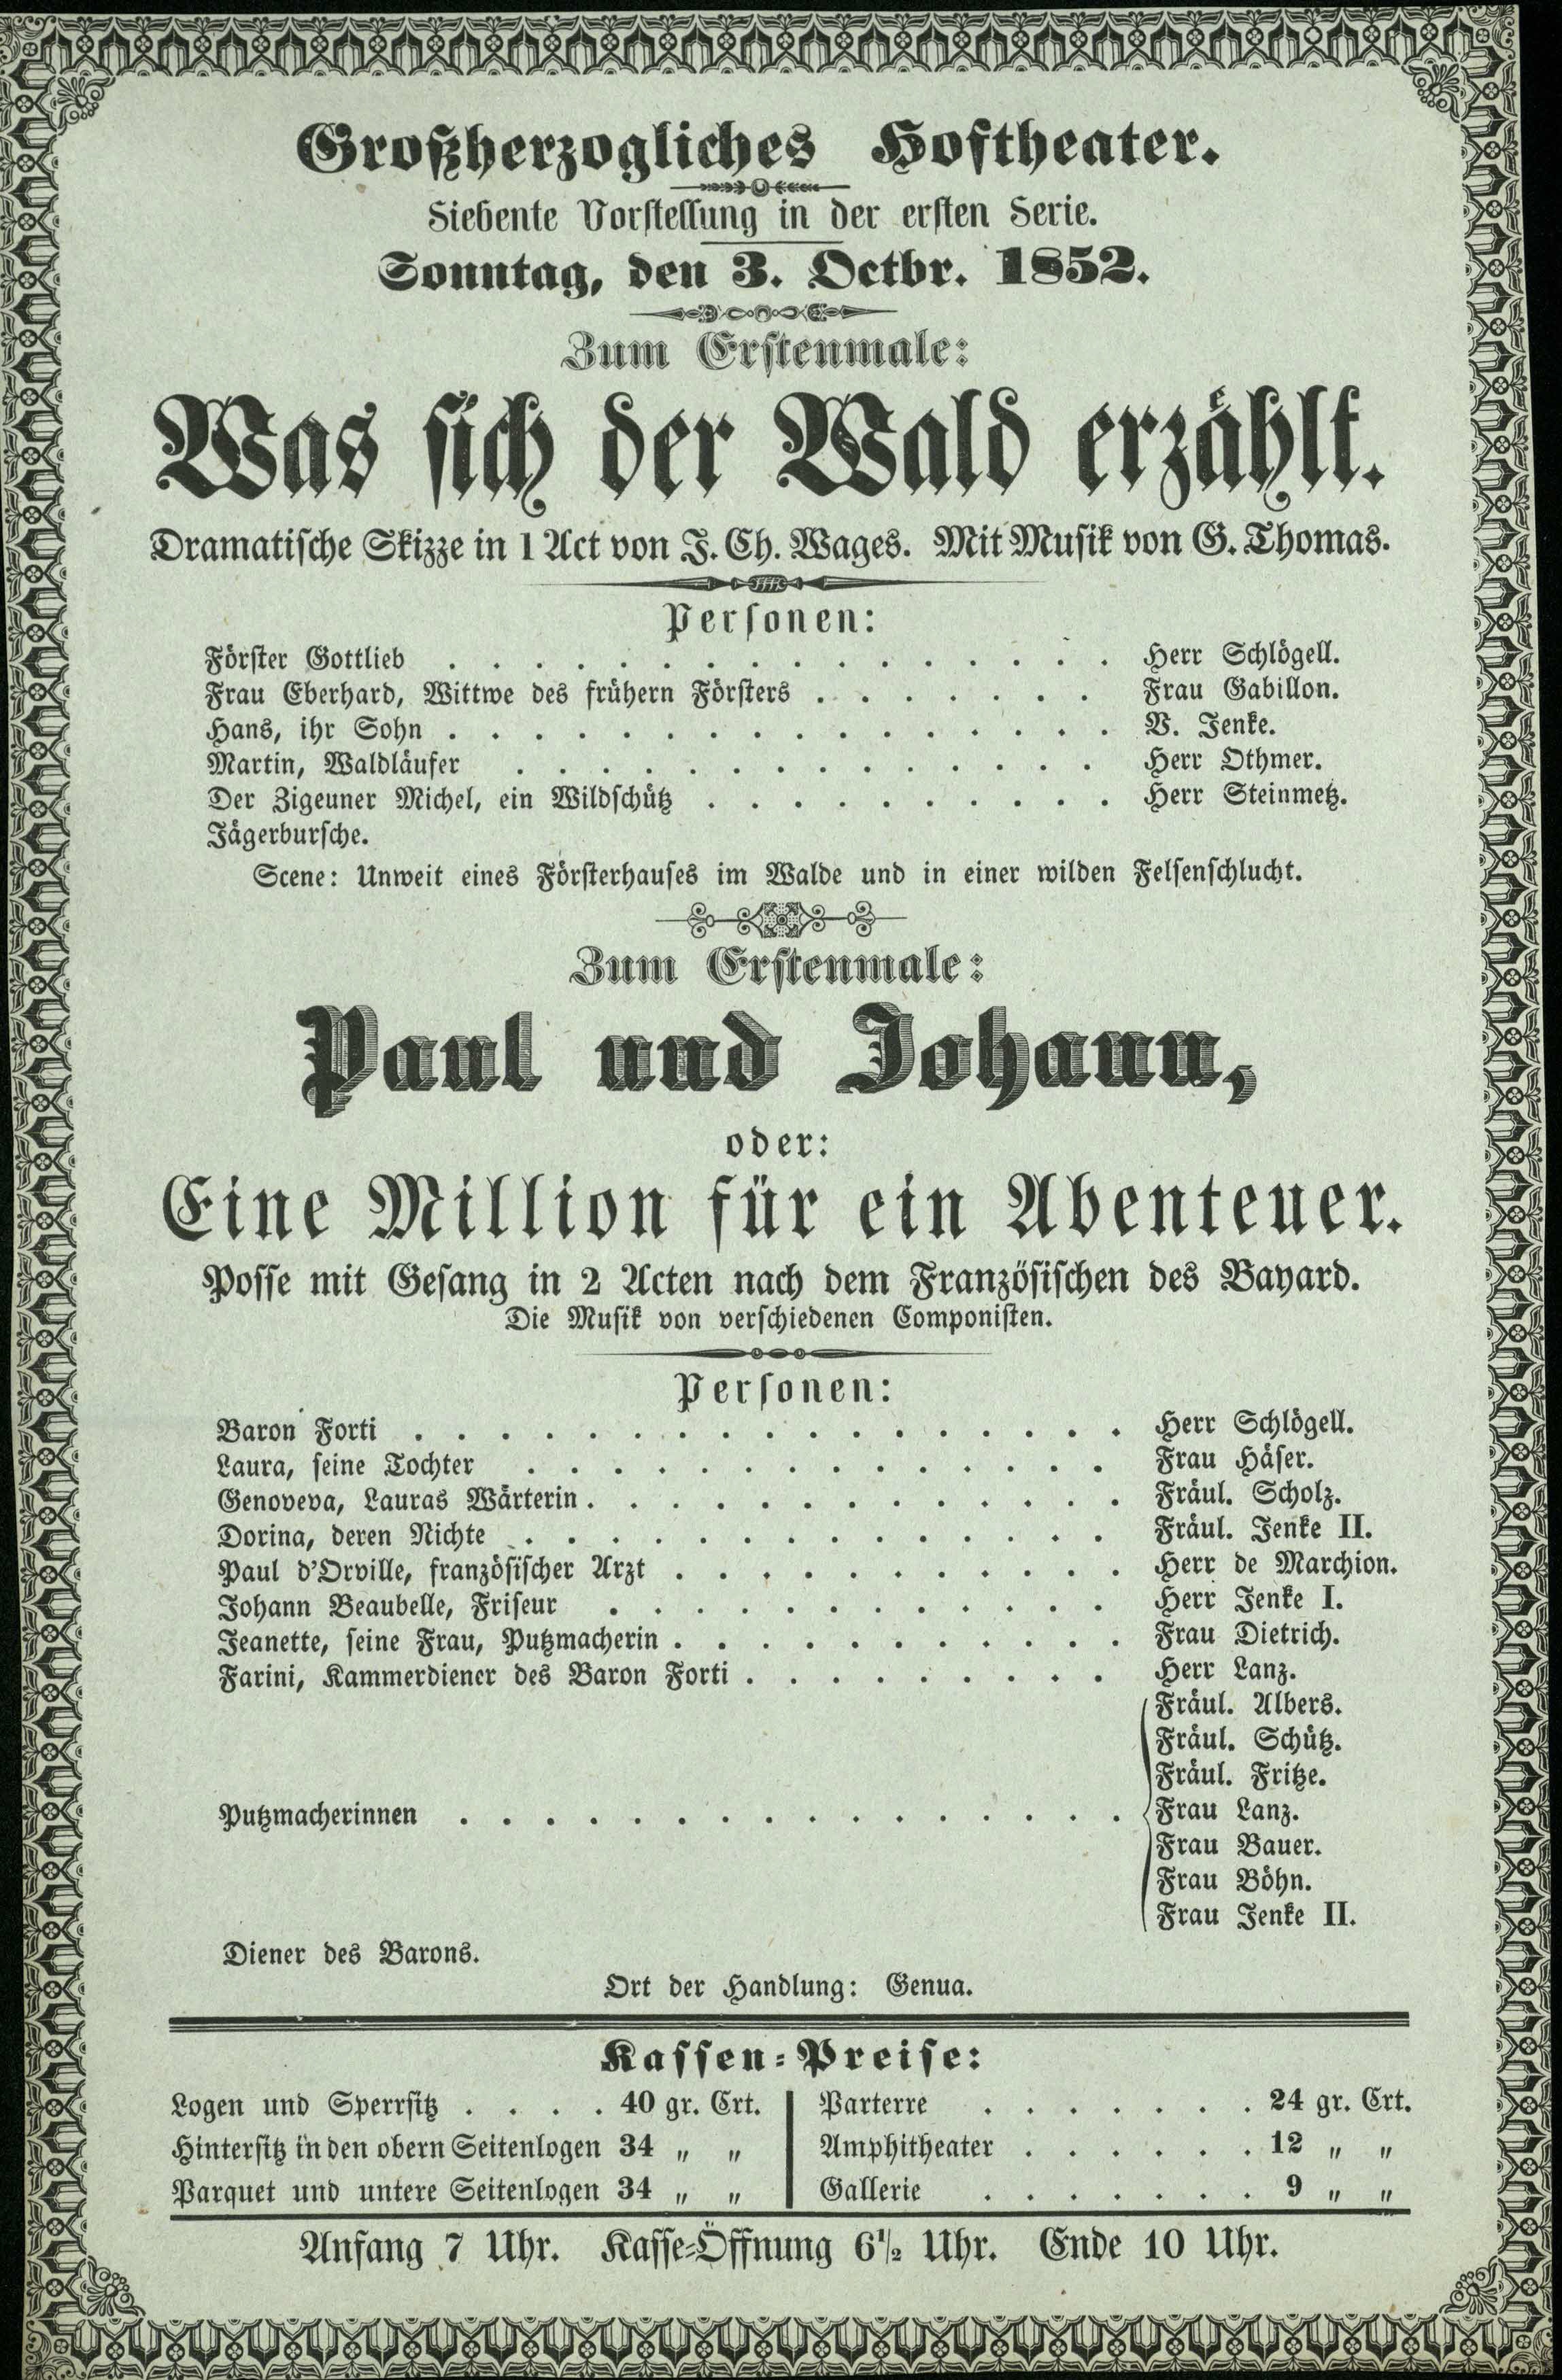 Großherzogliches Hoftheater.
Siebente Vorstellung in der ersten Serie.
Sonntag, den 3. Octbr. 1852.
Zum Erstenmale:
Was sich der Wald erzählt.
Dramatische Skizze in 1 Act von J. Ch. Wages. Mit Musik von G. Thomas.
Personen:
Förster Gottlieb . . . . . . . . . . . . . . . . Herr Schlögell.
Frau Eberhard, Wittwe des frühern Försters . . . . . . . Frau Gabillon.
Hans, ihr Sohn . . . . . . . . . . . . . . . . V. Jenke.
Martin, Waldläufer . . . . . . . . . . . . . . Herr Othmer.
Der Zigeuner Michel, ein Wildschütz . . . . . . . . . . Herr Steinmetz.
Jägerbursche.
Scene: Unweit eines Försterhauses im Walde und in einer wilden Felsenschlucht.
Zum Erstenmale:
Paul und Johann,
oder:
Eine Million für ein Abenteuer.
Posse mit Gesang in 2 Acten nach dem Französischen des Bayard.
Die Musik von verschiedenen Componisten.
Personen:
Baron Forti . . . . . . . . . . . . . . . . . Herr Schlögell.
Laura, seine Tochter . . . . . . . . . . . . . . Frau Häser.
Genoveva, Lauras Wärterin . . . . . . . . . . . . . Fräul. Scholz.
Dorina, deren Nichte . . . . . . . . . . . . . . Fräul. Jenke II.
Paul d'Orville, französischer Arzt . . . . . . . . . . . Herr de Marchion.
Johann Beaubelle, Friseur . . . . . . . . . . . . Herr Jenke I.
Jeanette, seine Frau, Putzmacherin . . . . . . . . . . . Frau Dietrich.
Farini, Kammerdiener des Baron Forti . . . . . . . . . Herr Lanz.
Fräul. Albers.
Fräul. Schütz.
Fräul. Fritze.
Putzmacherinnen . . . . . . . . . . . . . . . . Frau Lanz.
Frau Bauer.
Frau Böhn.
Frau Jenke II.
Diener des Barons.
Ort der Handlung: Genua.
Kassen-Preise:
Logen und Sperrsitz . . . . 40 gr. Crt.
Hintersitz in den obern Seitenlogen 34 „ „
Parquet und untere Seitenlogen 34 „ „
Parterre . . . . . . . 24 gr. Crt.
Amphitheater . . . . . . 12 „ „
Gallerie . . . . . . . 9 „ „
Anfang 7 Uhr. Kasse-Öffnung 6½ Uhr. Ende 10 Uhr.